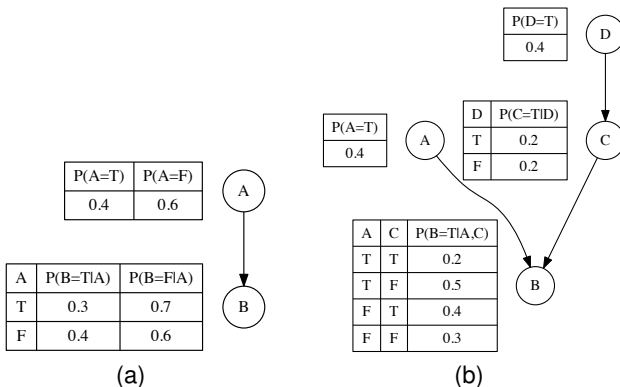 P(A=T) P(A=F)
0.4 0.6
A
A P(B=T|A) P(B=F|A)
T 0.3 0.7
F 0.4 0.6
B
(a)
P(D=T)
0.4
D
D P(C=T|D)
T 0.2
F 0.2
C
P(A=T)
0.4
A
A C P(B=T|A,C)
T T 0.2
T F 0.5
F T 0.4
F F 0.3
B
(b)